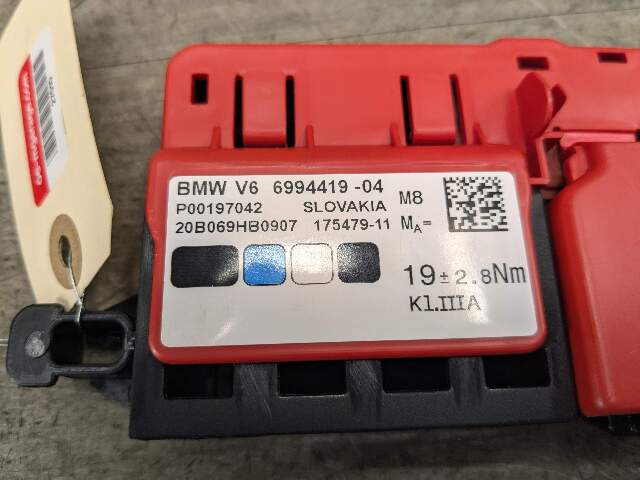 BMW V6 6994419 -04
P00197042 SLOVAKIA M8
20B069HB0907 175479-11 MA=
19 ± 2.8Nm
Kl.IIIA